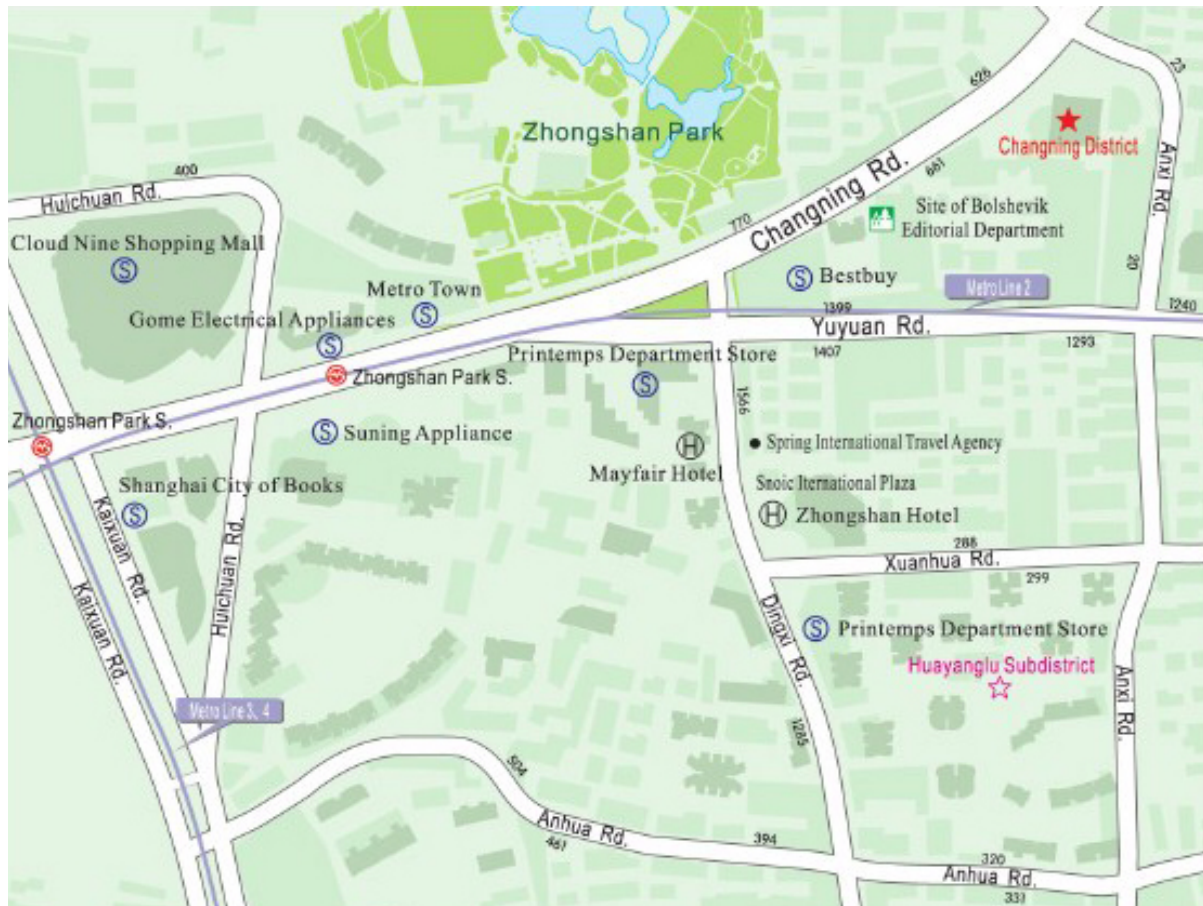 23
626
Zhongshan Park
Changning District
Changning Rd.
661
Anxi Rd.
400
Huichuan Rd.
Site of Bolshevik
Editorial Department
770
Cloud Nine Shopping Mall
S
20
S
Bestbuy
Metro Line 2
Metro Town
S
1399
1240
Gome Electrical Appliances
S
Yuyuan Rd.
1407
1293
Printemps Department Store
S
Zhongshan Park S.
1566
Zhongshan Park S.
S
Suning Appliance
H
Mayfair Hotel
Spring International Travel Agency
Shanghai City of Books
S
Snoic Iternational Plaza
H
Zhongshan Hotel
Kaixuan Rd.
Kaixuan Rd.
Huichuan Rd.
288
Xuanhua Rd.
299
Dingxi Rd.
S
Printemps Department Store
Huayanglu Subdistrict
Anxi Rd.
Metro Line 3、4
1285
504
Anhua Rd.
461
394
320
Anhua Rd.
331